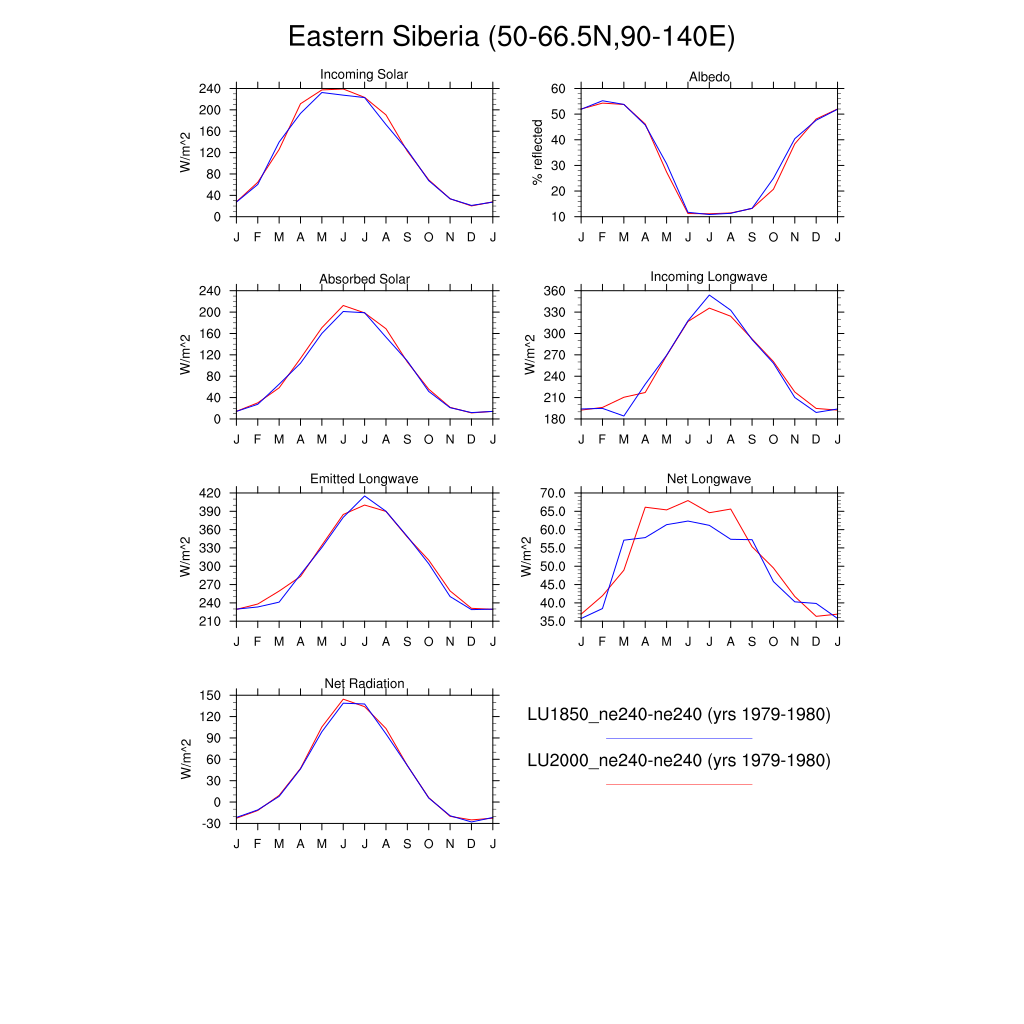 Eastern Siberia (50-66.5N,90-140E)
Incoming Solar
W/m^2
240
200
160
120
80
40
0
J F M A M J J A S O N D J
Albedo
% reflected
60
50
40
30
20
10
J F M A M J J A S O N D J
Absorbed Solar
W/m^2
240
200
160
120
80
40
0
J F M A M J J A S O N D J
Incoming Longwave
W/m^2
360
330
300
270
240
210
180
J F M A M J J A S O N D J
Emitted Longwave
W/m^2
420
390
360
330
300
270
240
210
J F M A M J J A S O N D J
Net Longwave
W/m^2
70.0
65.0
60.0
55.0
50.0
45.0
40.0
35.0
J F M A M J J A S O N D J
Net Radiation
W/m^2
150
120
90
60
30
0
-30
J F M A M J J A S O N D J
LU1850_ne240-ne240 (yrs 1979-1980)
LU2000_ne240-ne240 (yrs 1979-1980)